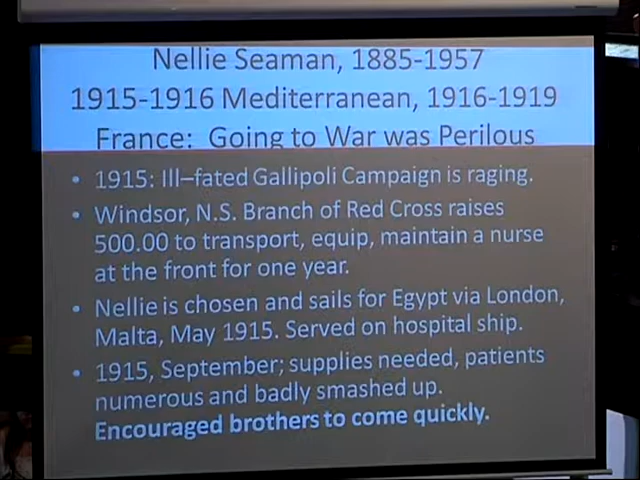 Nellie Seaman, 1885-1957
1915-1916 Mediterranean, 1916-1919
France: Going to War was Perilous
• 1915: Ill–fated Gallipoli Campaign is raging.
• Windsor, N.S. Branch of Red Cross raises
500.00 to transport, equip, maintain a nurse
at the front for one year.
• Nellie is chosen and sails for Egypt via London,
Malta, May 1915. Served on hospital ship.
• 1915, September; supplies needed, patients
numerous and badly smashed up.
Encouraged brothers to come quickly.